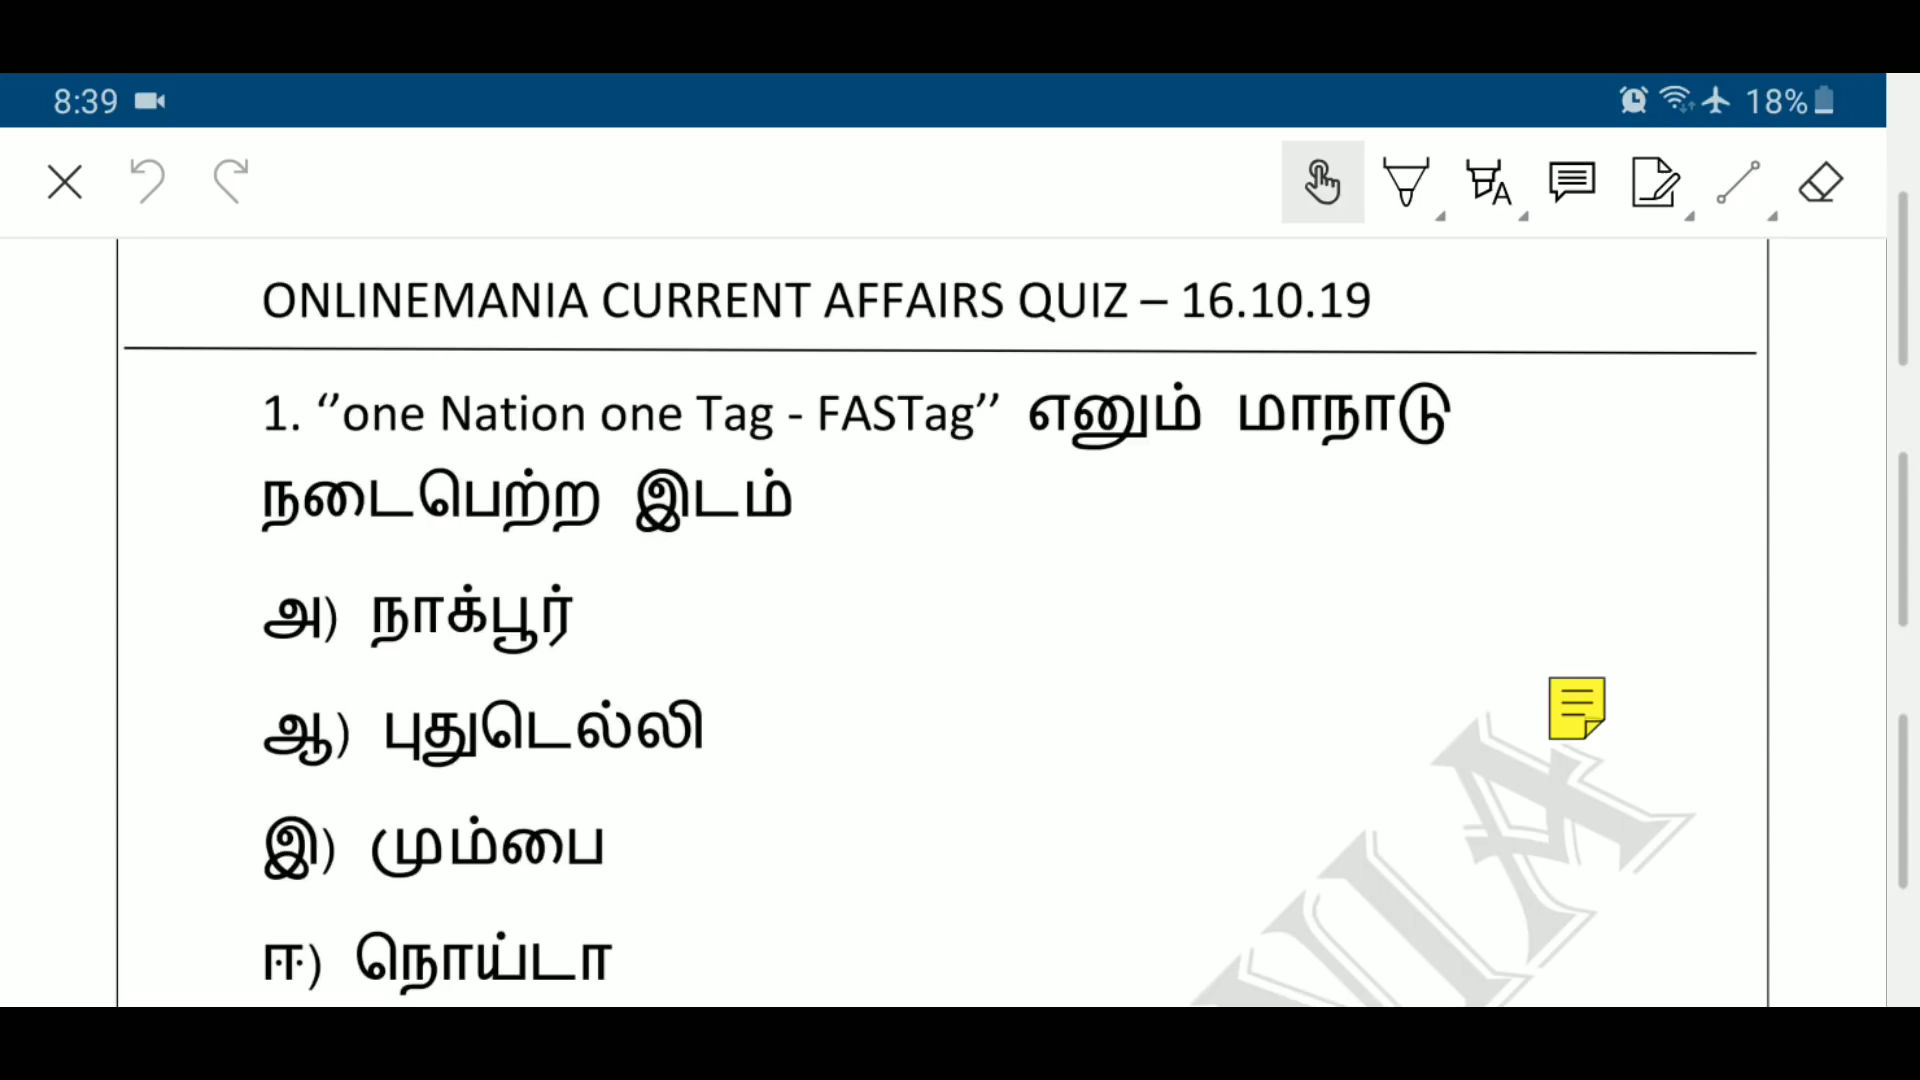 8:39 18%
ONLINEMANIA CURRENT AFFAIRS QUIZ – 16.10.19
1. ‘’one Nation one Tag - FASTag’’ எனும் மாநாடு
நடைபெற்ற இடம்
அ) நாக்பூர்
ஆ) புதுடெல்லி
இ) மும்பை
ஈ) நொய்டா